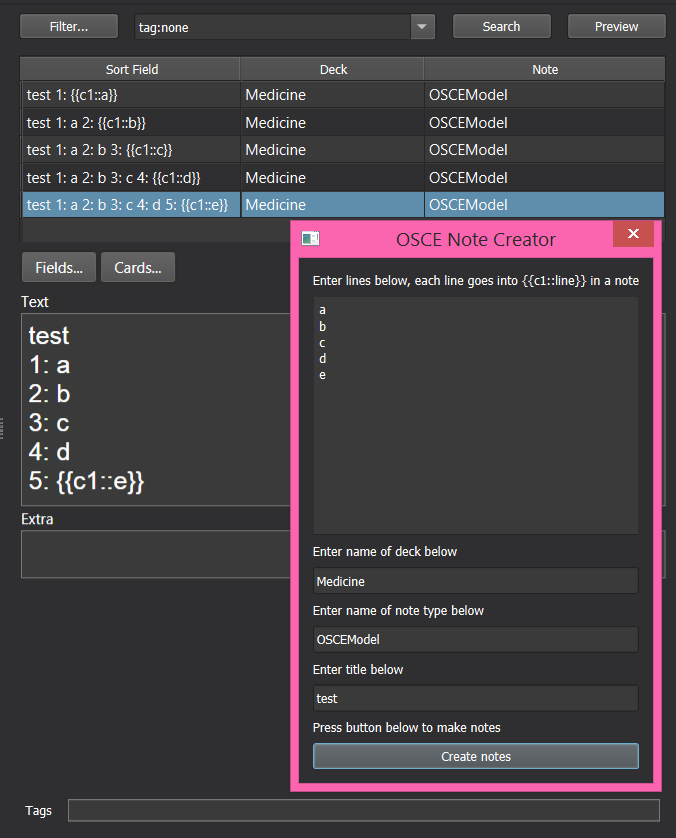 Filter...
tag:none
Search
Preview
Sort Field Deck Note
test 1: {{c1::a}} Medicine OSCEModel
test 1: a 2: {{c1::b}} Medicine OSCEModel
test 1: a 2: b 3: {{c1::c}} Medicine OSCEModel
test 1: a 2: b 3: c 4: {{c1::d}} Medicine OSCEModel
test 1: a 2: b 3: c 4: d 5: {{c1::e}} Medicine OSCEModel
Fields...
Cards...
Text
test
1: a
2: b
3: c
4: d
5: {{c1::e}}
Extra
Tags
OSCE Note Creator
Enter lines below, each line goes into {{c1::line}} in a note
a
b
c
d
e
Enter name of deck below
Medicine
Enter name of note type below
OSCEModel
Enter title below
test
Press button below to make notes
Create notes